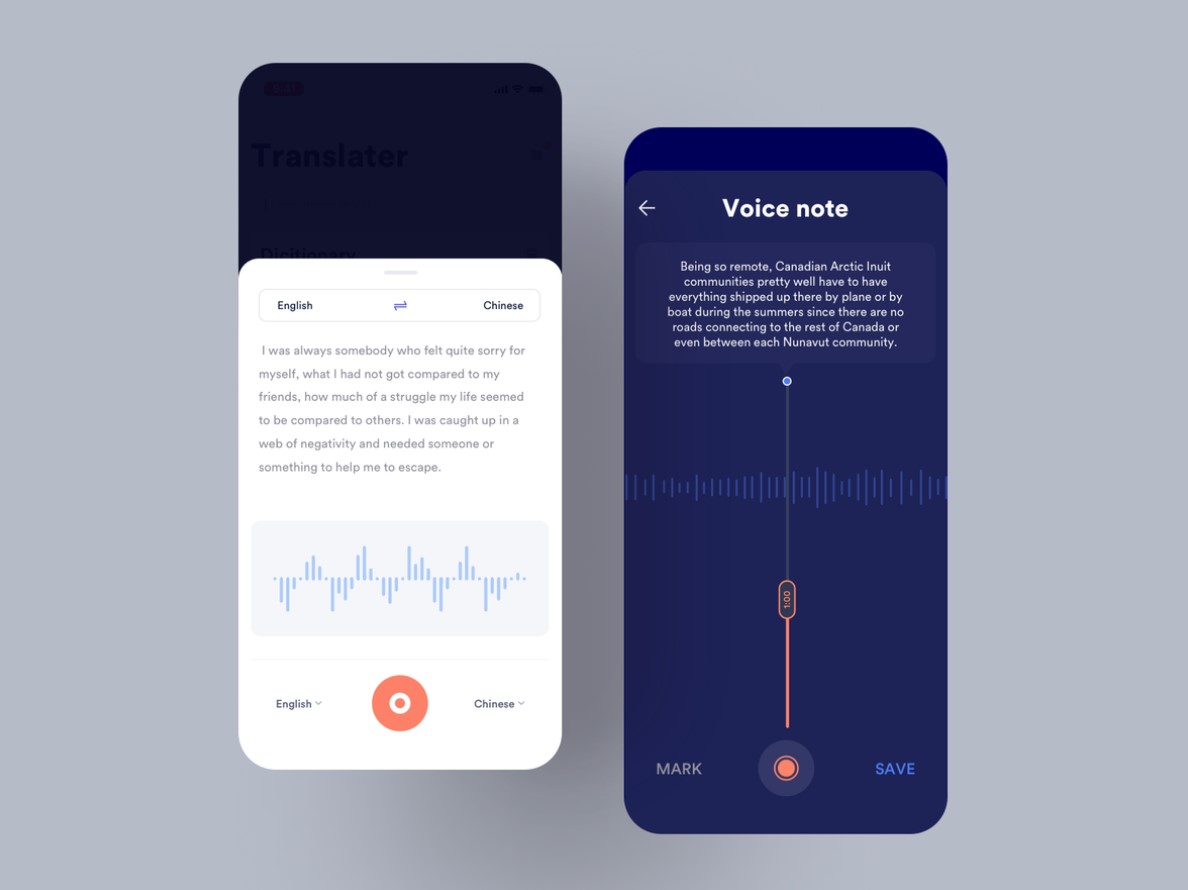 9:41
Translater
Dicitionary
English
Chinese
I was always somebody who felt quite sorry for
myself, what I had not got compared to my
friends, how much of a struggle my life seemed
to be compared to others. I was caught up in a
web of negativity and needed someone or
something to help me to escape.
English
Chinese
Voice note
Being so remote, Canadian Arctic Inuit
communities pretty well have to have
everything shipped up there by plane or by
boat during the summers since there are no
roads connecting to the rest of Canada or
even between each Nunavut community.
1:00
MARK
SAVE